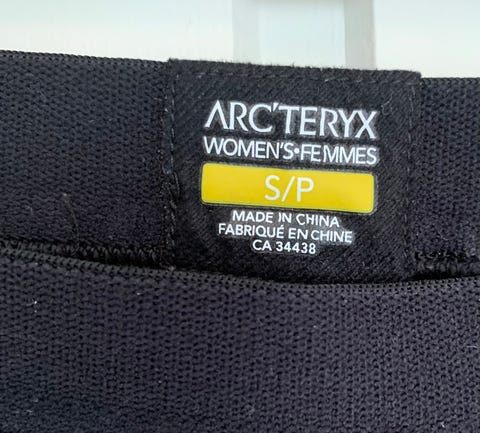 ARC'TERYX
WOMEN'S•FEMMES
S/P
MADE IN CHINA
FABRIQUÉ EN CHINE
CA 34438